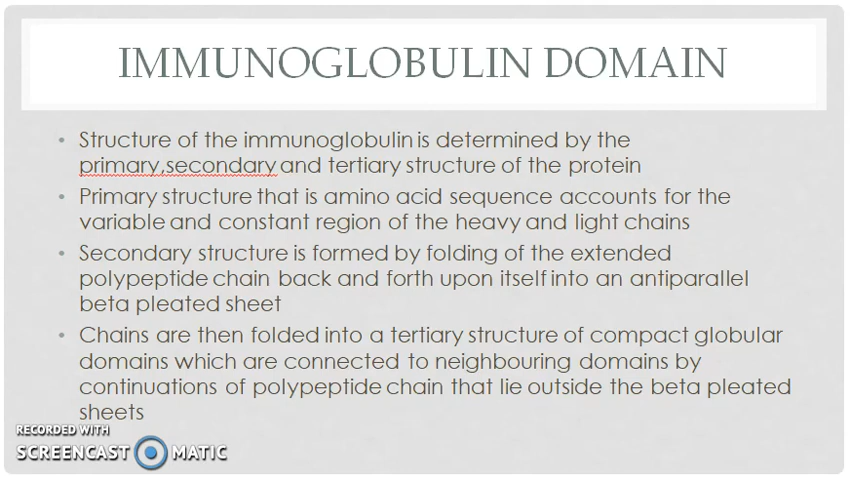 IMMUNOGLOBULIN DOMAIN
• Structure of the immunoglobulin is determined by the
primary,secondary and tertiary structure of the protein
• Primary structure that is amino acid sequence accounts for the
variable and constant region of the heavy and light chains
• Secondary structure is formed by folding of the extended
polypeptide chain back and forth upon itself into an antiparallel
beta pleated sheet
• Chains are then folded into a tertiary structure of compact globular
domains which are connected to neighbouring domains by
continuations of polypeptide chain that lie outside the beta pleated
sheets
RECORDED WITH
SCREENCAST MATIC